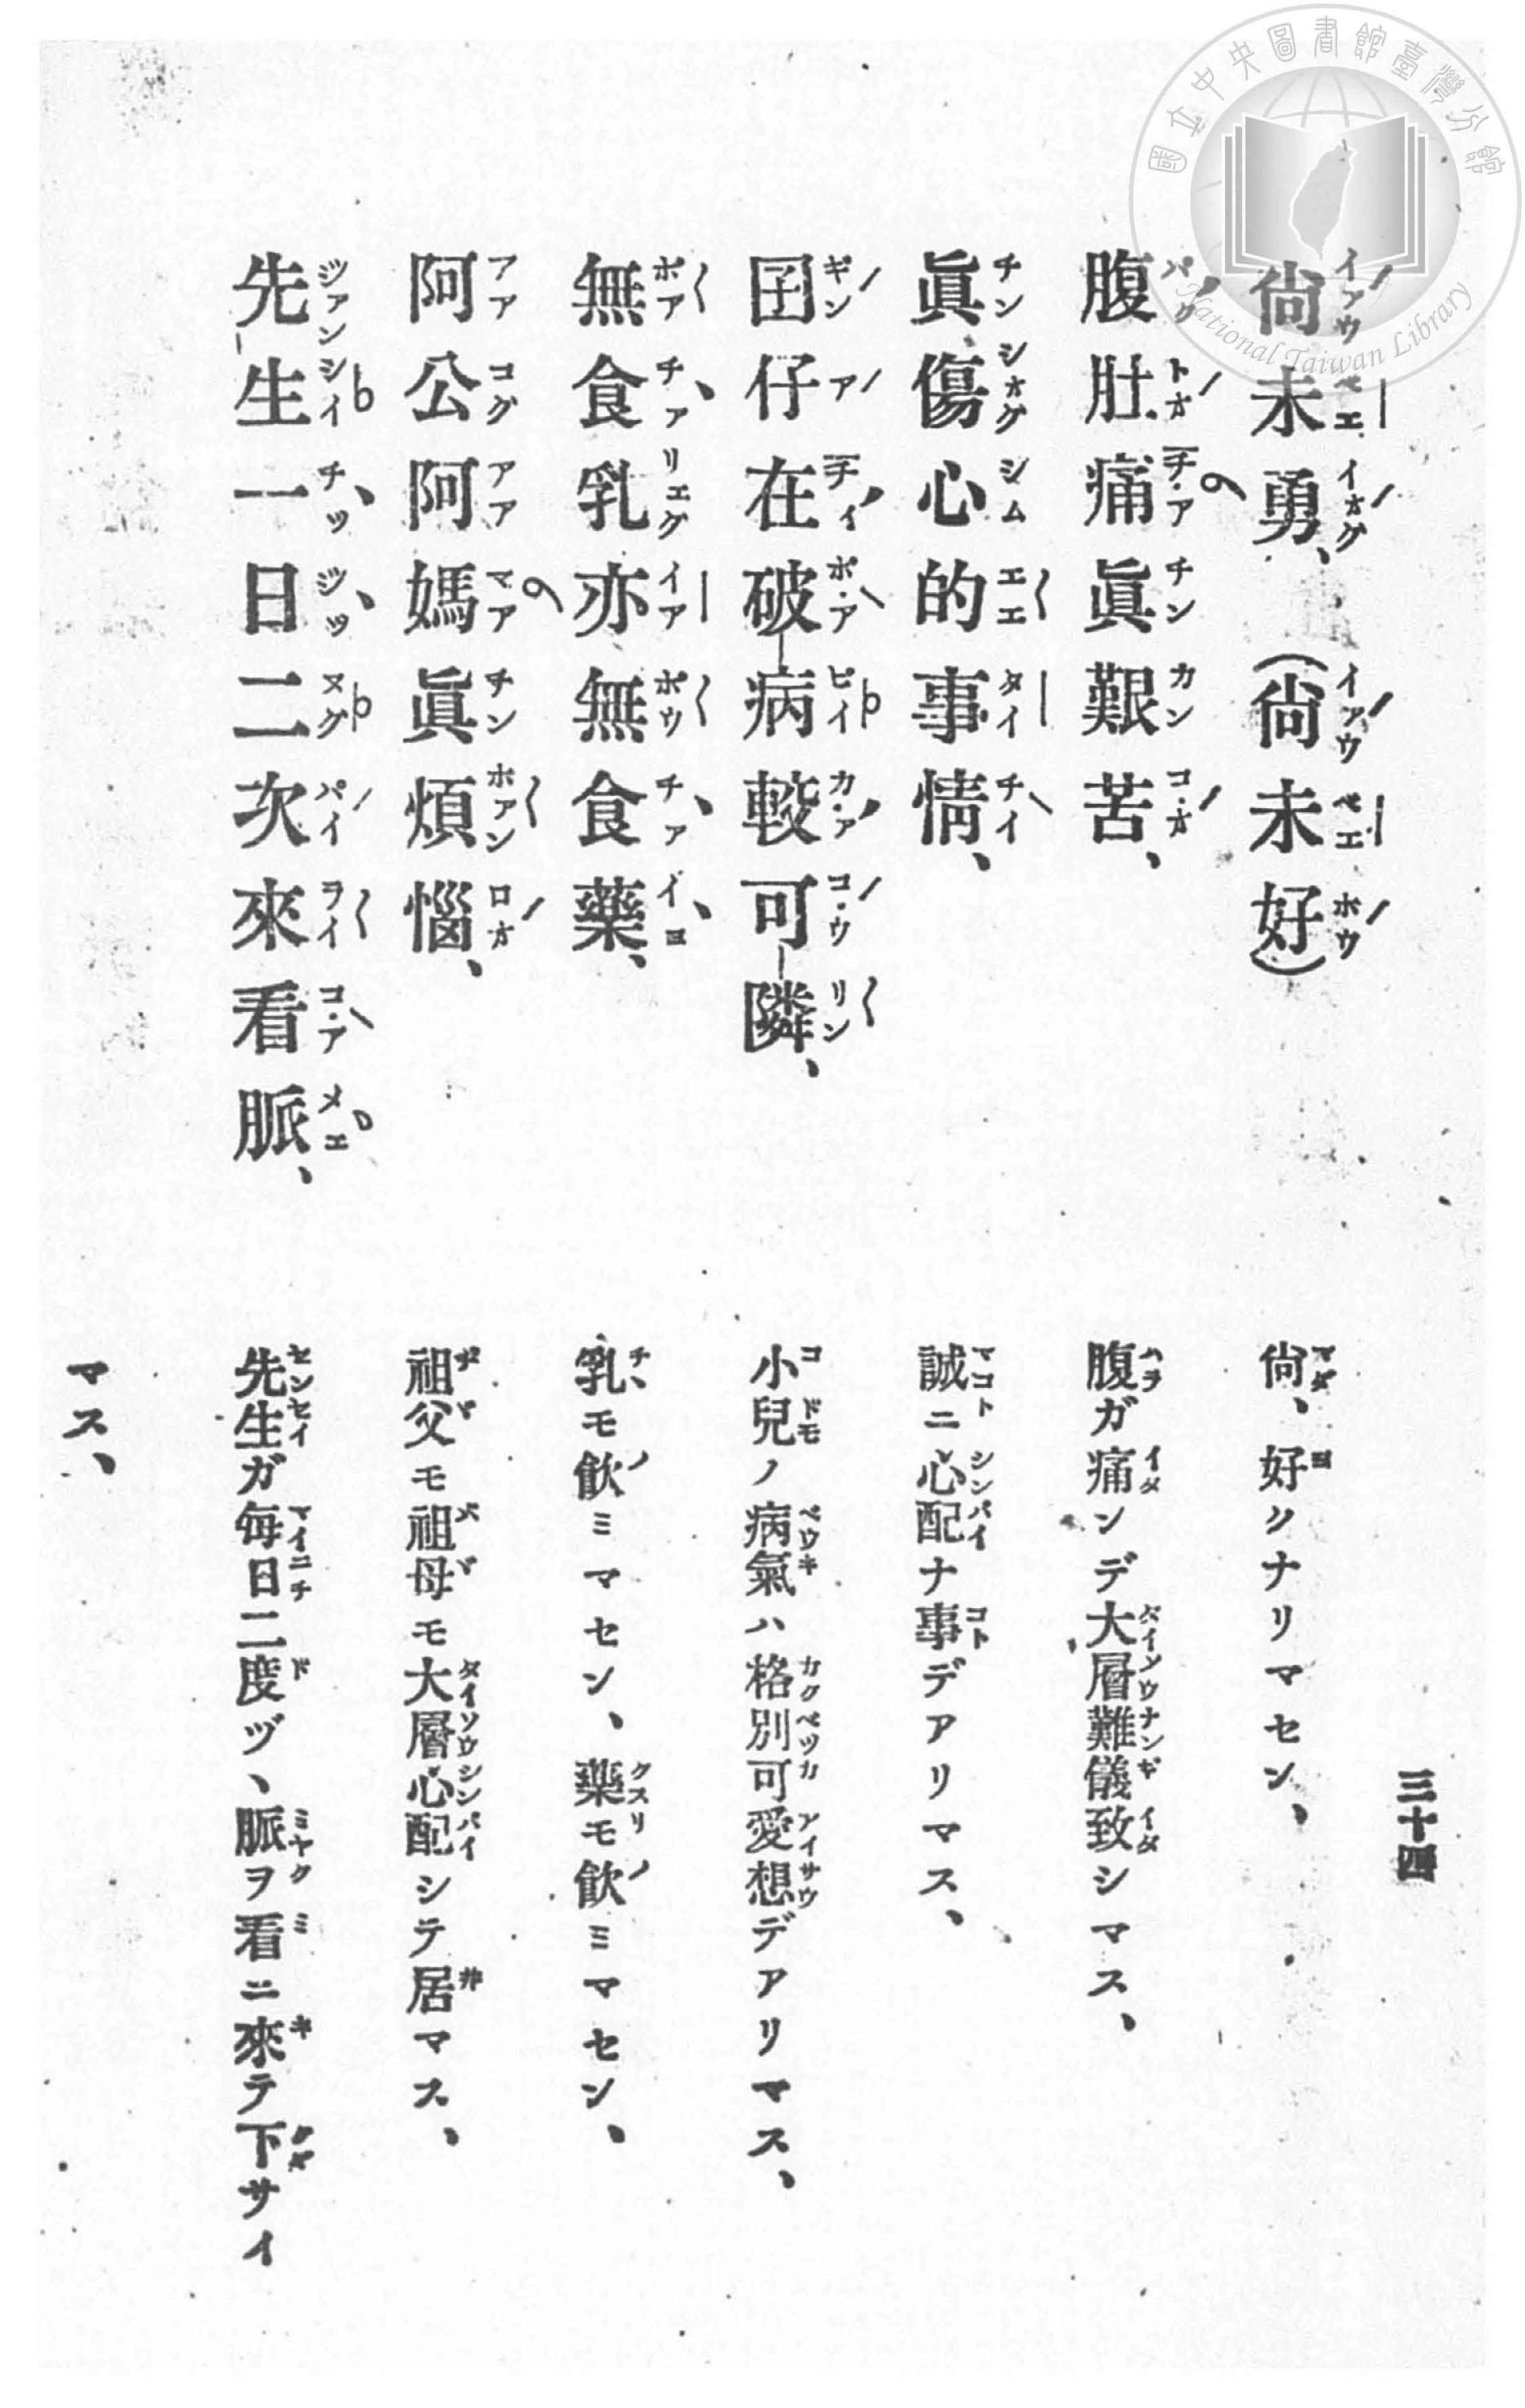 國立中央圖書館臺灣分館
National Taiwan Library
三十四
尙未勇、(尙未好)
尙、好クナリマセン、
腹肚痛眞艱苦、
腹ガ痛ンデ大層難儀致シマス、
眞傷心的事情、
誠ニ心配ナ事デアリマス、
囝仔在破病較可隣、
小兒ノ病氣ハ格別可愛想デアリマス、
無食乳亦無食藥、
乳モ飮ミマセン、藥モ飮ミマセン、
阿公阿媽眞煩惱、
祖父モ祖母モ大層心配シテ居マス、
先生一日二次來看脈、
先生ガ每日二度ヅヽ脈ヲ看ニ來テ下サイ
マス、